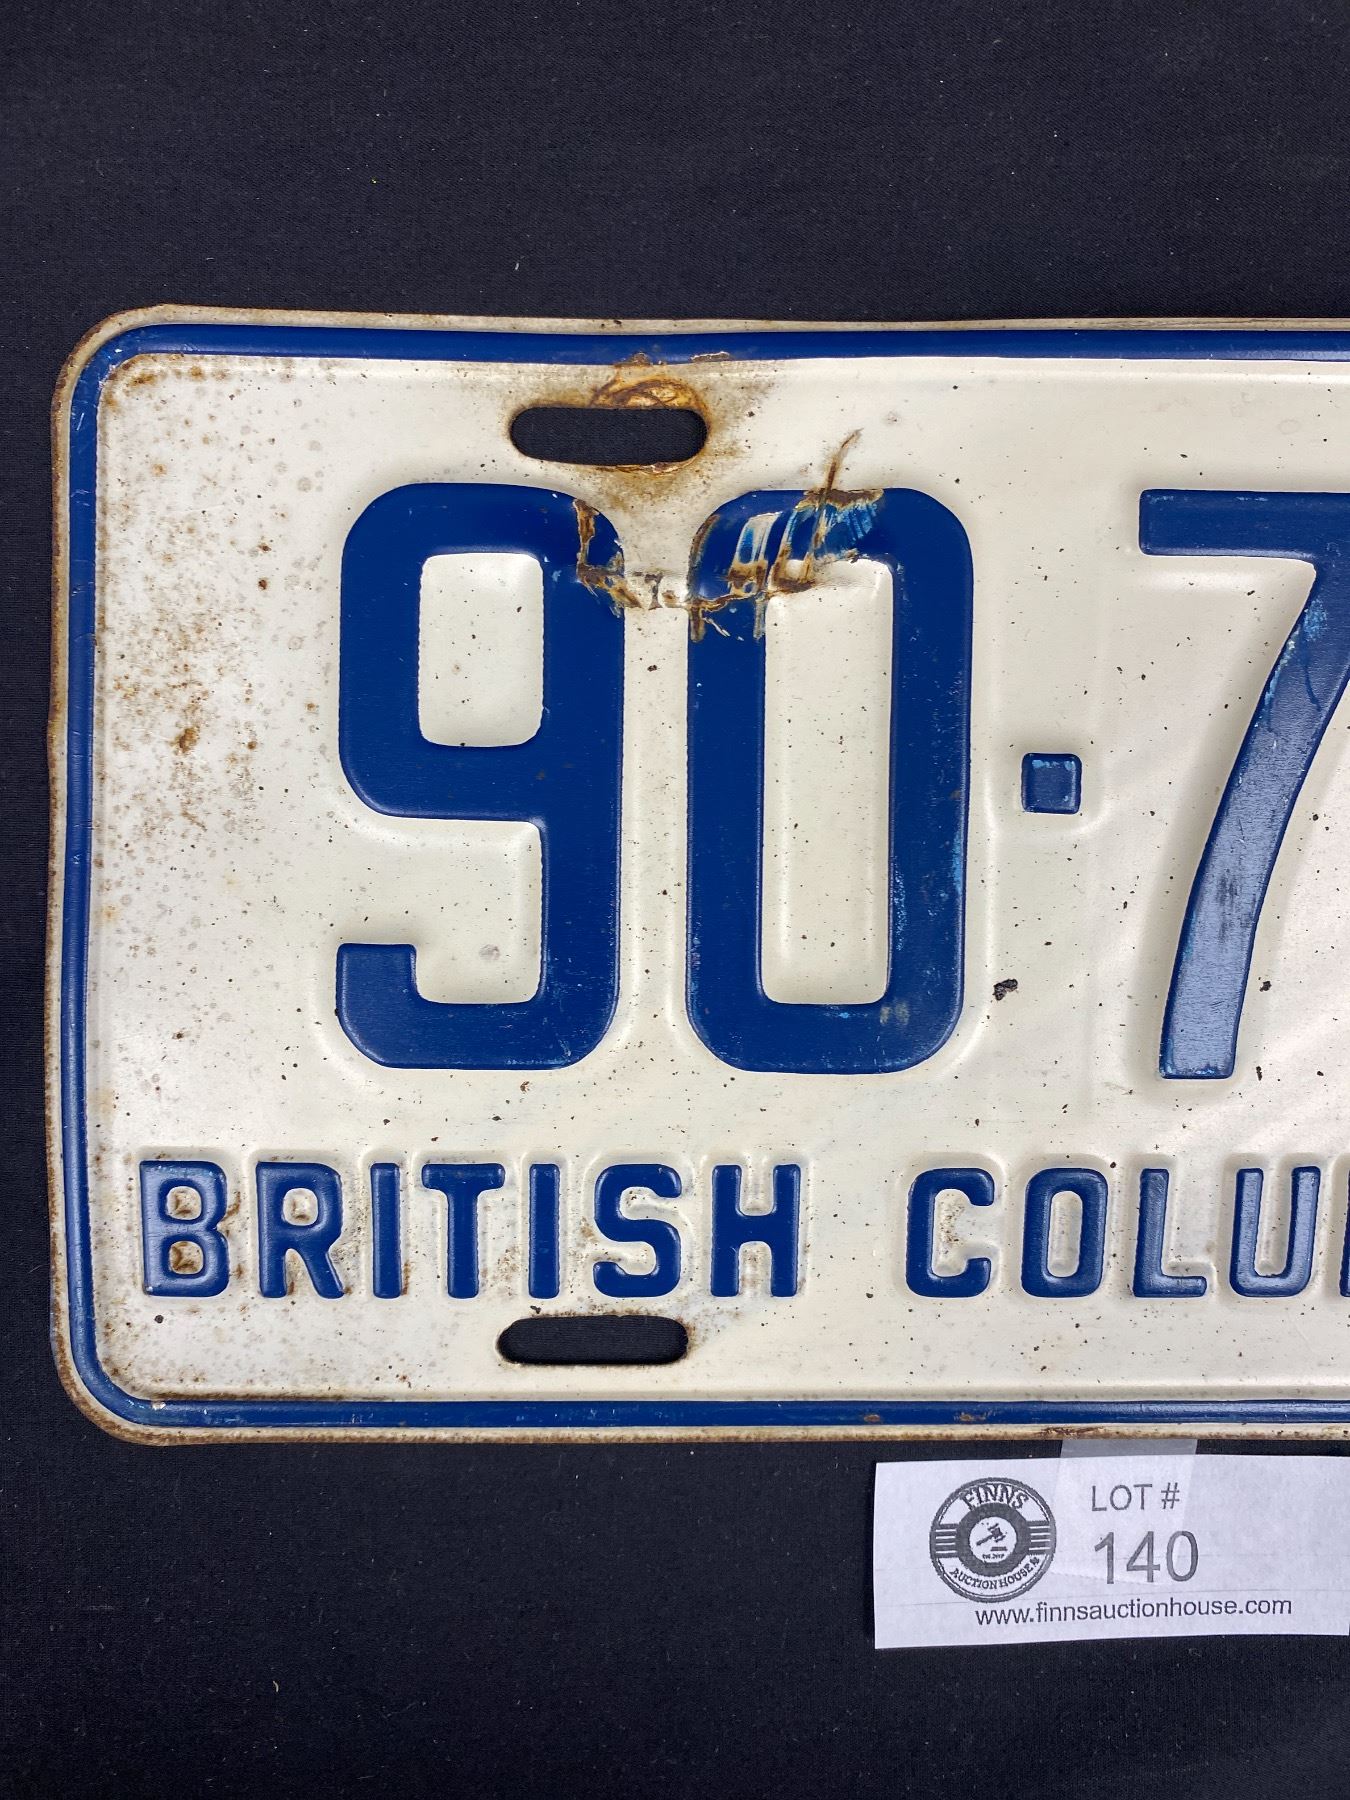 90-7
BRITISH COLU
FINNS
AUCTION HOUSE
LOT #
140
www.finnsauctionhouse.com